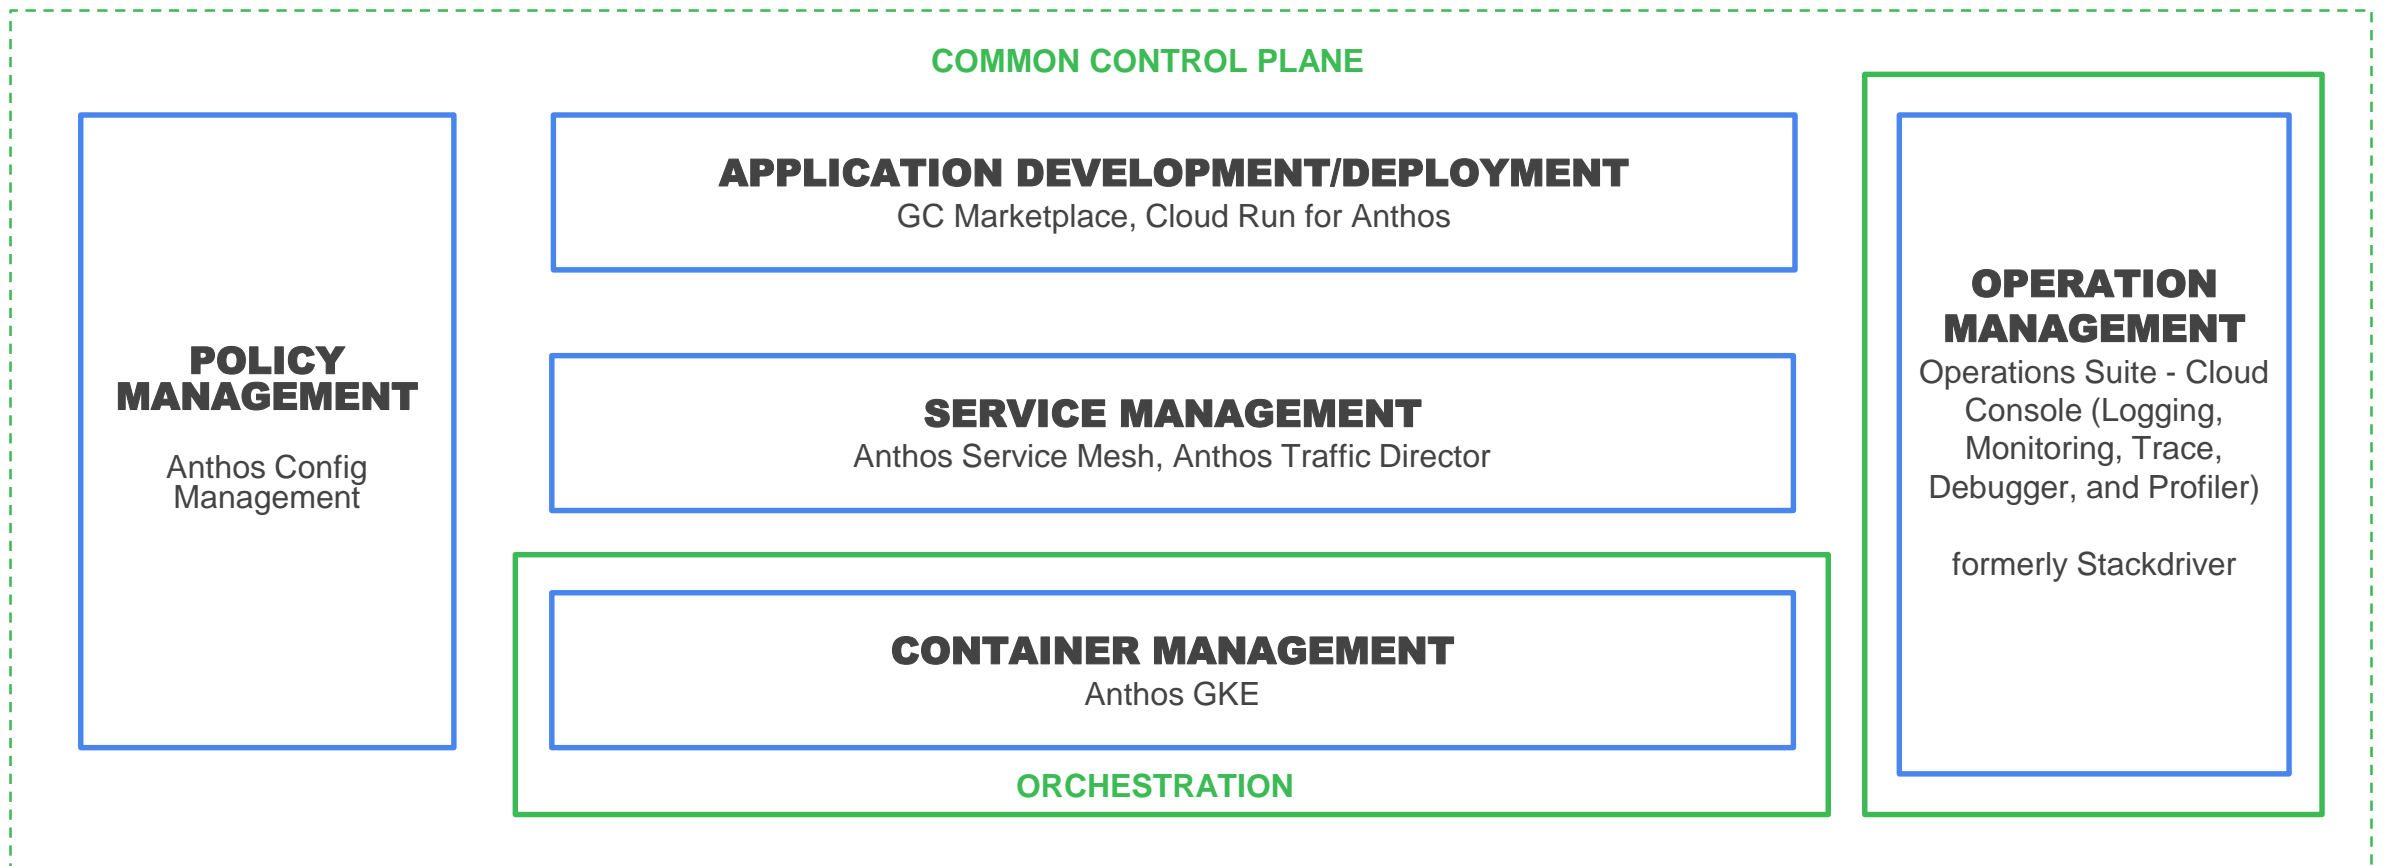 COMMON CONTROL PLANE
POLICY
MANAGEMENT
Anthos Config
Management
APPLICATION DEVELOPMENT/DEPLOYMENT
GC Marketplace, Cloud Run for Anthos
SERVICE MANAGEMENT
Anthos Service Mesh, Anthos Traffic Director
CONTAINER MANAGEMENT
Anthos GKE
ORCHESTRATION
OPERATION
MANAGEMENT
Operations Suite - Cloud
Console (Logging,
Monitoring, Trace,
Debugger, and Profiler)
formerly Stackdriver